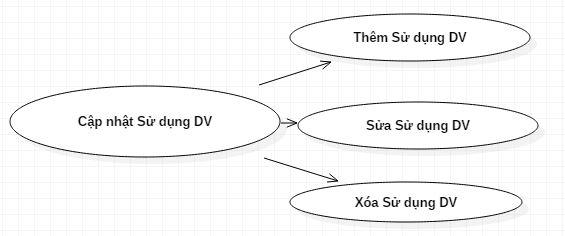 Thêm Sử dụng DV
Cập nhật Sử dụng DV
Sửa Sử dụng DV
Xóa Sử dụng DV